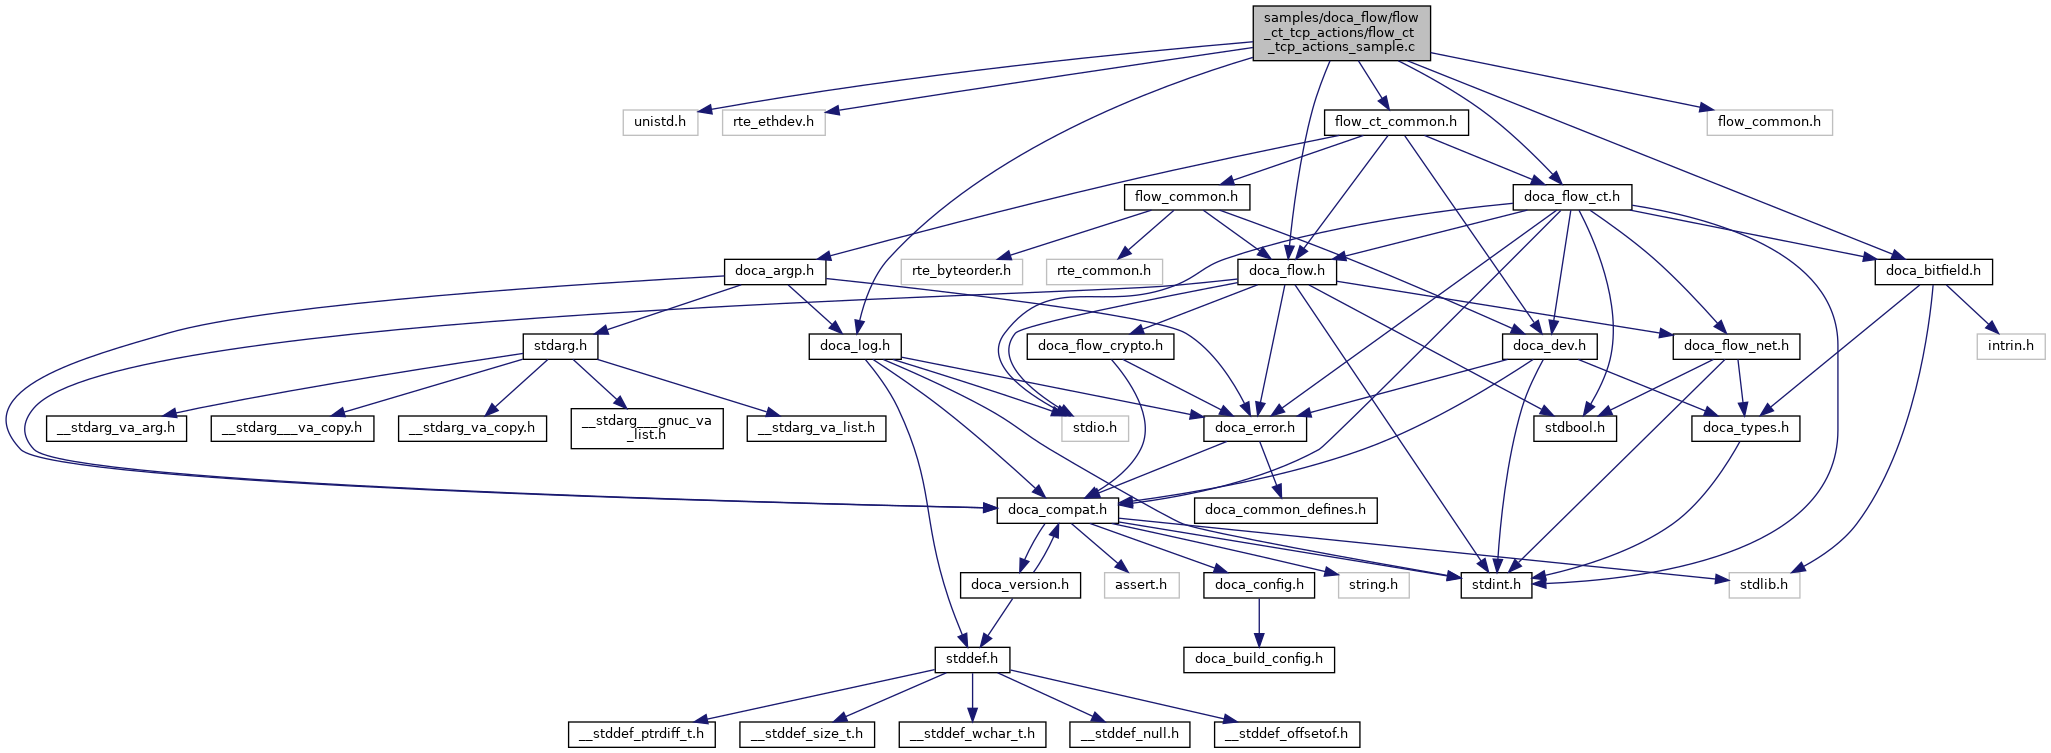 samples/doca_flow/flow
_ct_tcp_actions/flow_ct
_tcp_actions_sample.c
unistd.h
rte_ethdev.h
flow_ct_common.h
flow_common.h
flow_common.h
doca_flow_ct.h
doca_argp.h
rte_byteorder.h
rte_common.h
doca_flow.h
doca_bitfield.h
stdarg.h
doca_log.h
doca_flow_crypto.h
doca_dev.h
doca_flow_net.h
intrin.h
__stdarg_va_arg.h
__stdarg___va_copy.h
__stdarg_va_copy.h
__stdarg___gnuc_va
_list.h
__stdarg_va_list.h
stdio.h
doca_error.h
stdbool.h
doca_types.h
doca_compat.h
doca_common_defines.h
doca_version.h
assert.h
doca_config.h
string.h
stdint.h
stdlib.h
stddef.h
doca_build_config.h
__stddef_ptrdiff_t.h
__stddef_size_t.h
__stddef_wchar_t.h
__stddef_null.h
__stddef_offsetof.h